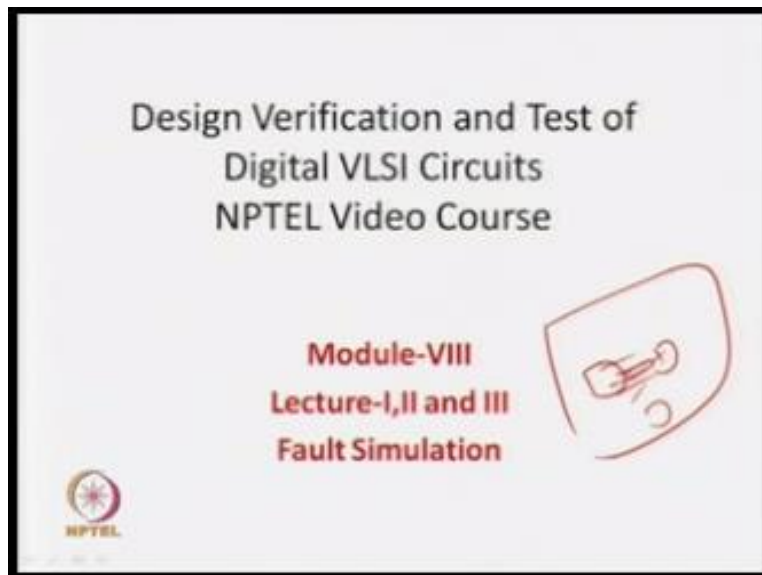 Design Verification and Test of
Digital VLSI Circuits
NPTEL Video Course
Module-VIII
Lecture-I,II and III
Fault Simulation
NPTEL